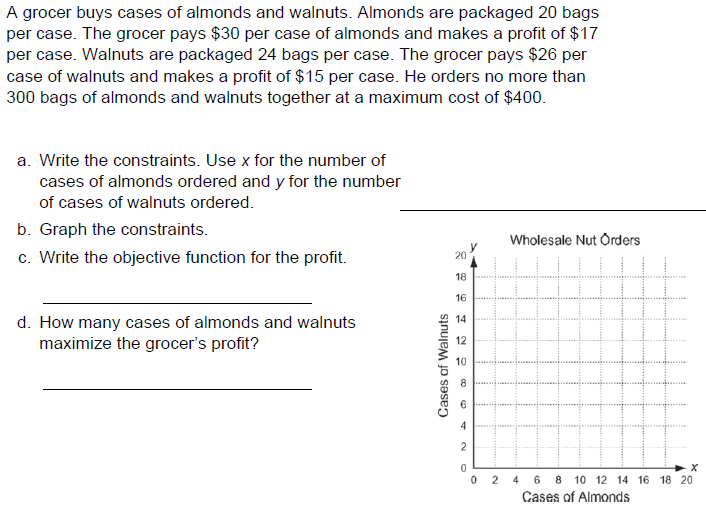 A grocer buys cases of almonds and walnuts. Almonds are packaged 20 bags
per case. The grocer pays $30 per case of almonds and makes a profit of $17
per case. Walnuts are packaged 24 bags per case. The grocer pays $26 per
case of walnuts and makes a profit of $15 per case. He orders no more than
300 bags of almonds and walnuts together at a maximum cost of $400.
a. Write the constraints. Use x for the number of
cases of almonds ordered and y for the number
of cases of walnuts ordered.
b. Graph the constraints.
c. Write the objective function for the profit.
d. How many cases of almonds and walnuts
maximize the grocer's profit?
Wholesale Nut Orders
y
20
18
16
14
12
10
8
6
4
2
0
Cases of Walnuts
x
0 2 4 6 8 10 12 14 16 18 20
Cases of Almonds